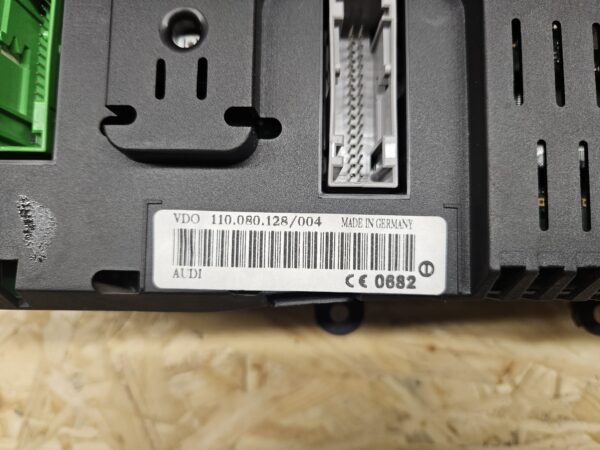 VDO 110.080.128/004 MADE IN GERMANY
AUDI CE 0682